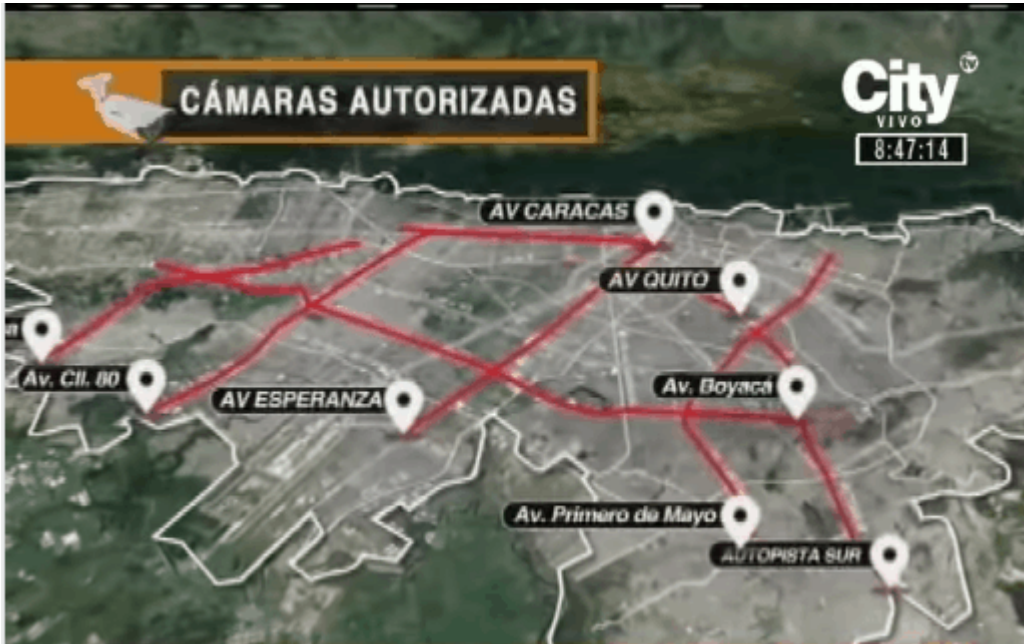 CÁMARAS AUTORIZADAS
City tv
VIVO
8:47:14
AV CARACAS
AV QUITO
Av. Cll. 80
AV ESPERANZA
Av. Boyacá
Av. Primero de Mayo
AUTOPISTA SUR